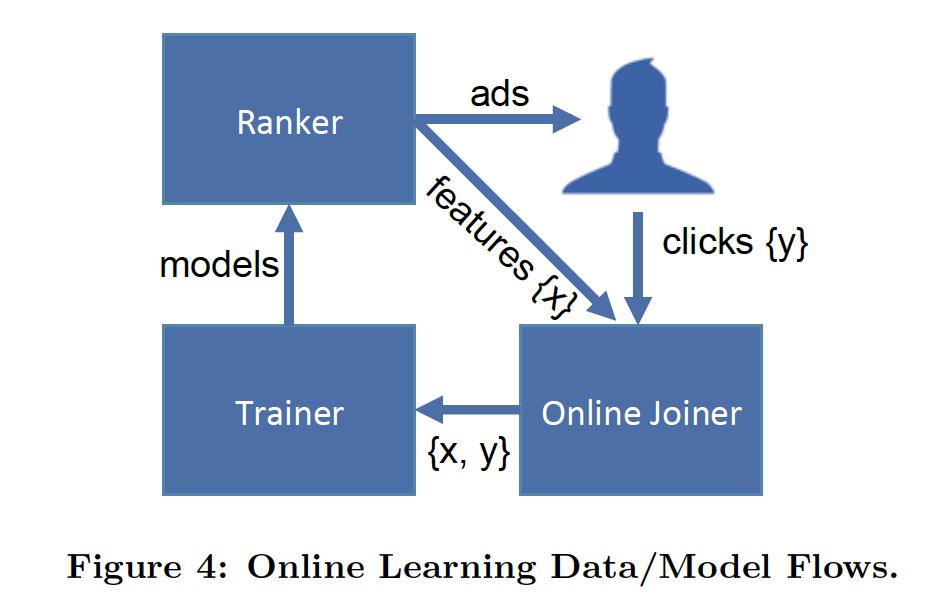 Ranker
ads
features {x}
clicks {y}
models
Trainer
{x, y}
Online Joiner
Figure 4: Online Learning Data/Model Flows.